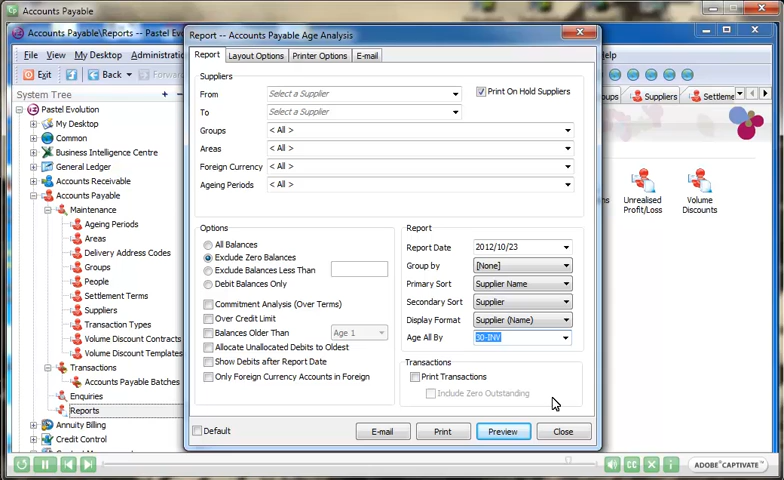 Accounts Payable
Accounts Payable\Reports -- Pastel Evol
Report -- Accounts Payable Age Analysis
File
View
My Desktop
Administra
Help
Exit
Back
Forward
System Tree
Report
Layout Options
Printer Options
E-mail
Suppliers
From
Select a Supplier
Print On Hold Suppliers
To
Select a Supplier
Groups
< All >
Areas
< All >
Foreign Currency
< All >
Ageing Periods
< All >
Pastel Evolution
My Desktop
Common
Business Intelligence Centre
General Ledger
Accounts Receivable
Accounts Payable
Maintenance
Ageing Periods
Areas
Delivery Address Codes
Groups
People
Settlement Terms
Suppliers
Transaction Types
Volume Discount Contracts
Volume Discount Templates
Transactions
Accounts Payable Batches
Enquiries
Reports
Annuity Billing
Credit Control
Options
All Balances
Exclude Zero Balances
Exclude Balances Less Than
Debit Balances Only
Commitment Analysis (Over Terms)
Over Credit Limit
Balances Older Than
Age 1
Allocate Unallocated Debits to Oldest
Show Debits after Report Date
Only Foreign Currency Accounts in Foreign
Report
Report Date
2012/10/23
Group by
[None]
Primary Sort
Supplier Name
Secondary Sort
Supplier
Display Format
Supplier (Name)
Age All By
30-INV
Transactions
Print Transactions
Include Zero Outstanding
Default
E-mail
Print
Preview
Close
oups
Suppliers
Settleme
Unrealised
Profit/Loss
Volume
Discounts
CC
ADOBE® CAPTIVATE™